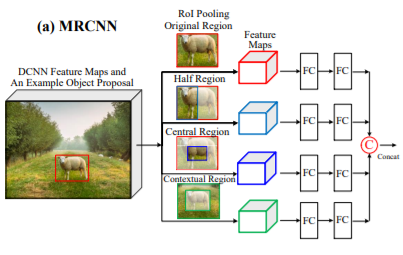 (a) MRCNN
DCNN Feature Maps and
An Example Object Proposal
RoI Pooling
Original Region
Half Region
Central Region
Contextual Region
Feature
Maps
FC FC
FC FC
FC FC
FC FC
C
Concat